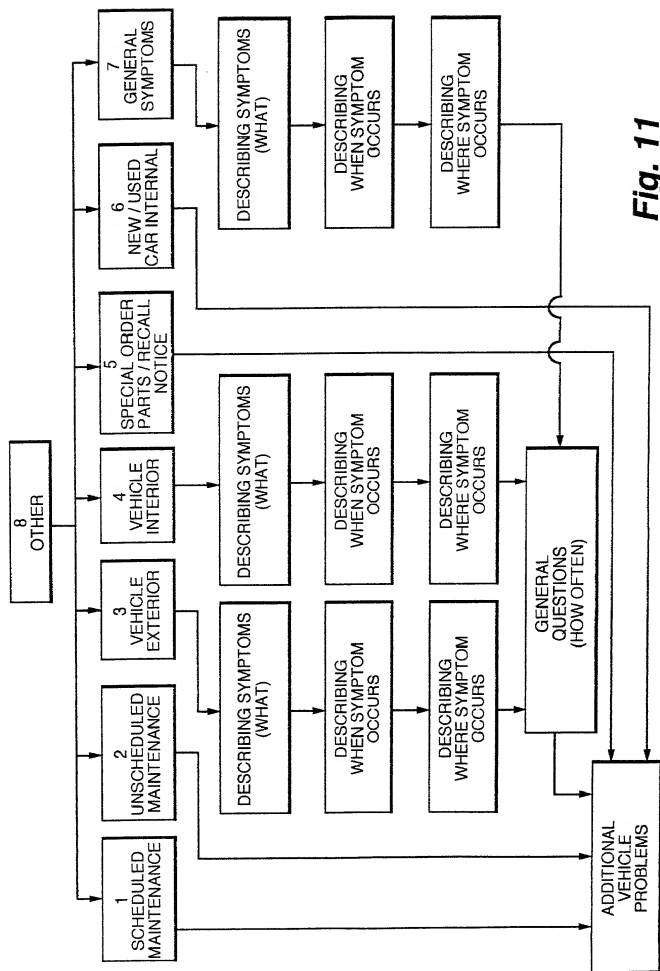 8
OTHER
1
SCHEDULED
MAINTENANCE
2
UNSCHEDULED
MAINTENANCE
3
VEHICLE
EXTERIOR
4
VEHICLE
INTERIOR
5
SPECIAL ORDER
PARTS / RECALL
NOTICE
6
NEW / USED
CAR INTERNAL
7
GENERAL
SYMPTOMS
DESCRIBING SYMPTOMS
(WHAT)
DESCRIBING SYMPTOMS
(WHAT)
DESCRIBING SYMPTOMS
(WHAT)
DESCRIBING
WHEN SYMPTOM
OCCURS
DESCRIBING
WHEN SYMPTOM
OCCURS
DESCRIBING
WHEN SYMPTOM
OCCURS
DESCRIBING
WHERE SYMPTOM
OCCURS
DESCRIBING
WHERE SYMPTOM
OCCURS
DESCRIBING
WHERE SYMPTOM
OCCURS
GENERAL
QUESTIONS
(HOW OFTEN)
ADDITIONAL
VEHICLE
PROBLEMS
Fig. 11